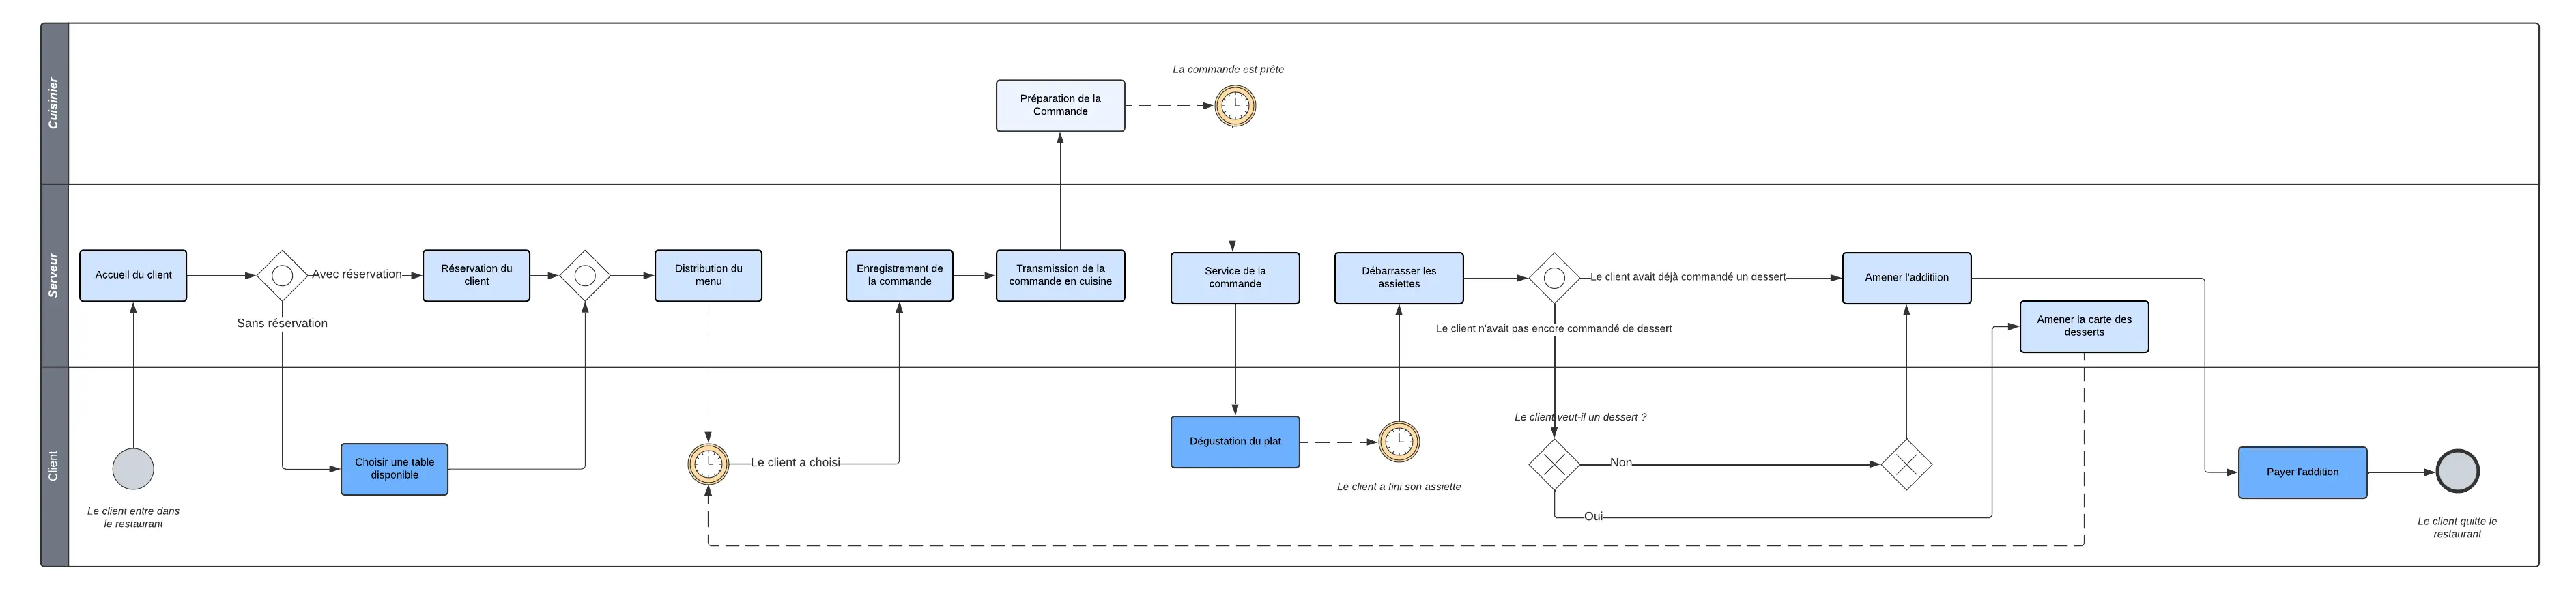 Cuisinier
La commande est prête
Préparation de la
Commande
Serveur
Accueil du client
Avec réservation
Sans réservation
Réservation du
client
Distribution du
menu
Enregistrement de
la commande
Transmission de la
commande en cuisine
Service de la
commande
Débarrasser les
assiettes
Le client avait déjà commandé un dessert
Le client n'avait pas encore commandé de dessert
Amener l'additiion
Amener la carte des
desserts
Client
Le client entre dans
le restaurant
Choisir une table
disponible
Le client a choisi
Dégustation du plat
Le client a fini son assiette
Le client veut-il un dessert ?
Non
Oui
Payer l'addition
Le client quitte le
restaurant